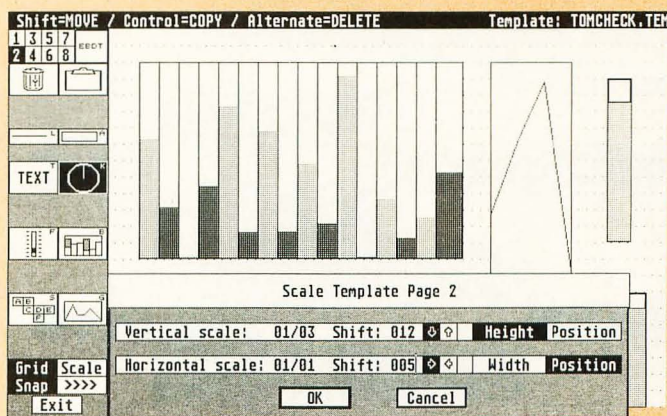 Shift=MOVE / Control=COPY / Alternate=DELETE Template: TOMCHECK.TEM
1 3 5 7
EBDT
2 4 6 8
L A
TEXT T K
E B
A B C D E F S G
Scale Template Page 2
Vertical scale: 01/03 Shift: 012 Height Position
Horizontal scale: 01/01 Shift: 005 Width Position
Grid Scale
Snap >>>>
Exit
OK Cancel